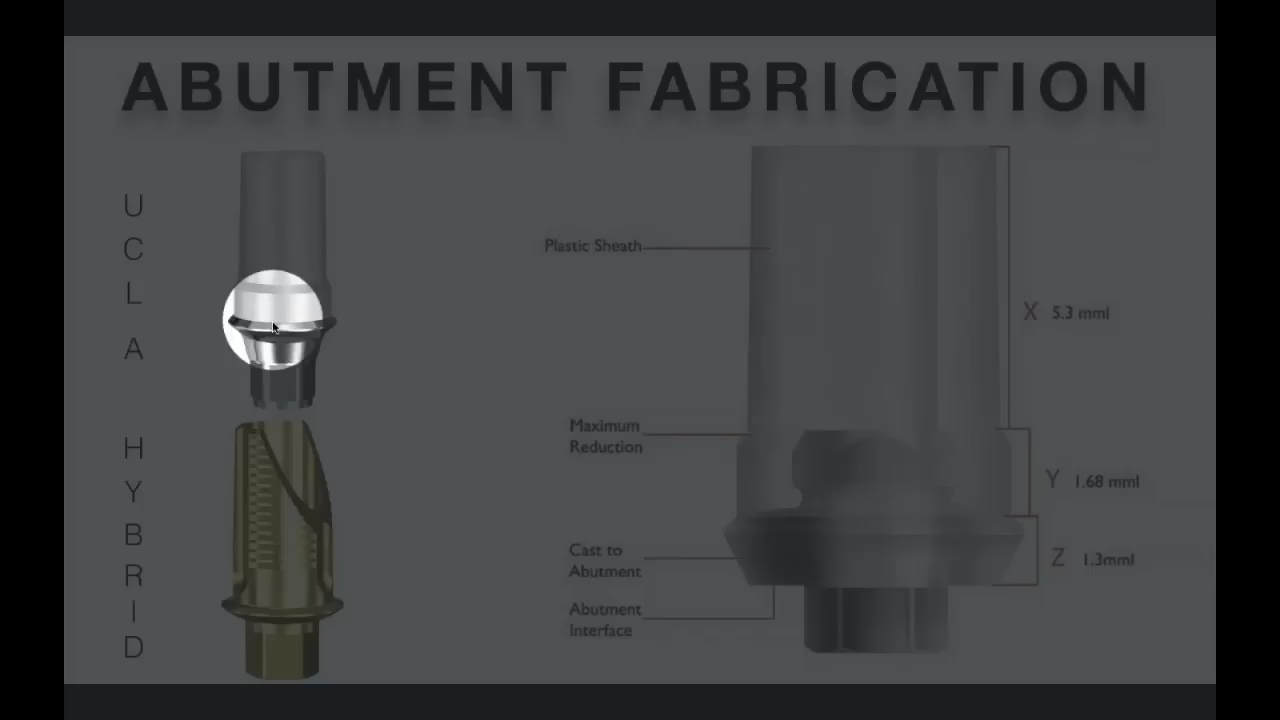 ABUTMENT FABRICATION
U
C
L
A
H
Y
B
R
I
D
Plastic Sheath
Maximum
Reduction
Cast to
Abutment
Abutment
Interface
X 5.3 mml
Y 1.68 mml
Z 1.3mml